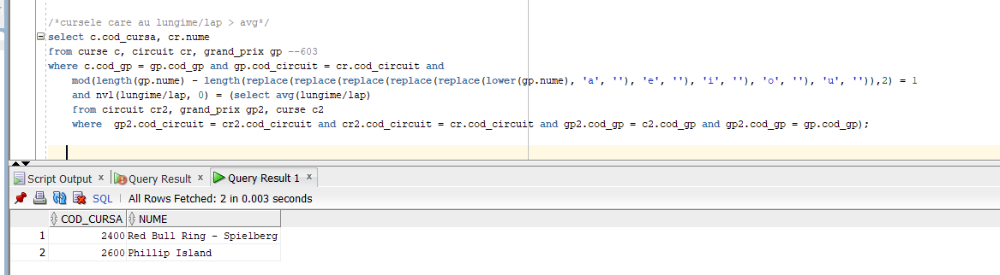 /*cursele care au lungime/lap > avg*/
select c.cod_cursa, cr.nume
from curse c, circuit cr, grand_prix gp --603
where c.cod_gp = gp.cod_gp and gp.cod_circuit = cr.cod_circuit and
mod(length(gp.nume) - length(replace(replace(replace(replace(replace(lower(gp.nume), 'a', ''), 'e', ''), 'i', ''), 'o', ''), 'u', '')),2) = 1
and nvl(lungime/lap, 0) = (select avg(lungime/lap)
from circuit cr2, grand_prix gp2, curse c2
where  gp2.cod_circuit = cr2.cod_circuit and cr2.cod_circuit = cr.cod_circuit and gp2.cod_gp = c2.cod_gp and gp2.cod_gp = gp.cod_gp);
Script Output x Query Result x Query Result 1 x
SQL | All Rows Fetched: 2 in 0.003 seconds
COD_CURSA NUME
1 2400 Red Bull Ring - Spielberg
2 2600 Phillip Island